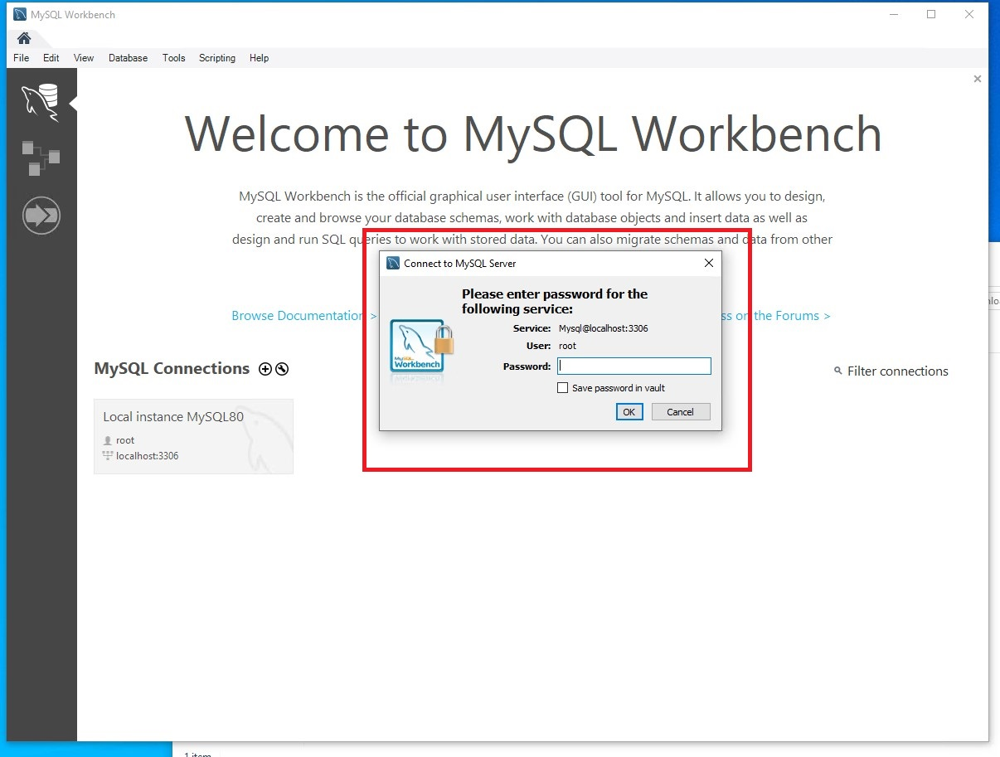 MySQL Workbench
File Edit View Database Tools Scripting Help
Welcome to MySQL Workbench
MySQL Workbench is the official graphical user interface (GUI) tool for MySQL. It allows you to design,
create and browse your database schemas, work with database objects and insert data as well as
design and run SQL queries to work with stored data. You can also migrate schemas and data from other
Connect to MySQL Server
Please enter password for the
following service:
Service: Mysql@localhost:3306
User: root
Password:
Save password in vault
OK Cancel
MySQL
Workbench
Browse Documentation > on the Forums >
MySQL Connections
Filter connections
Local instance MySQL80
root
localhost:3306
1 item